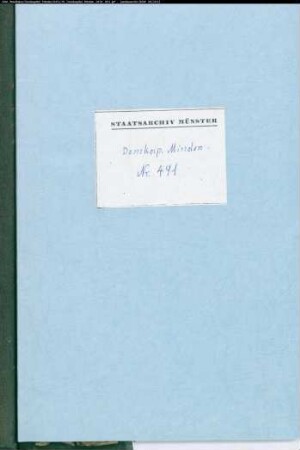 STAATSARCHIV MÜNSTER
Domkap. Minden.
Nr. 491